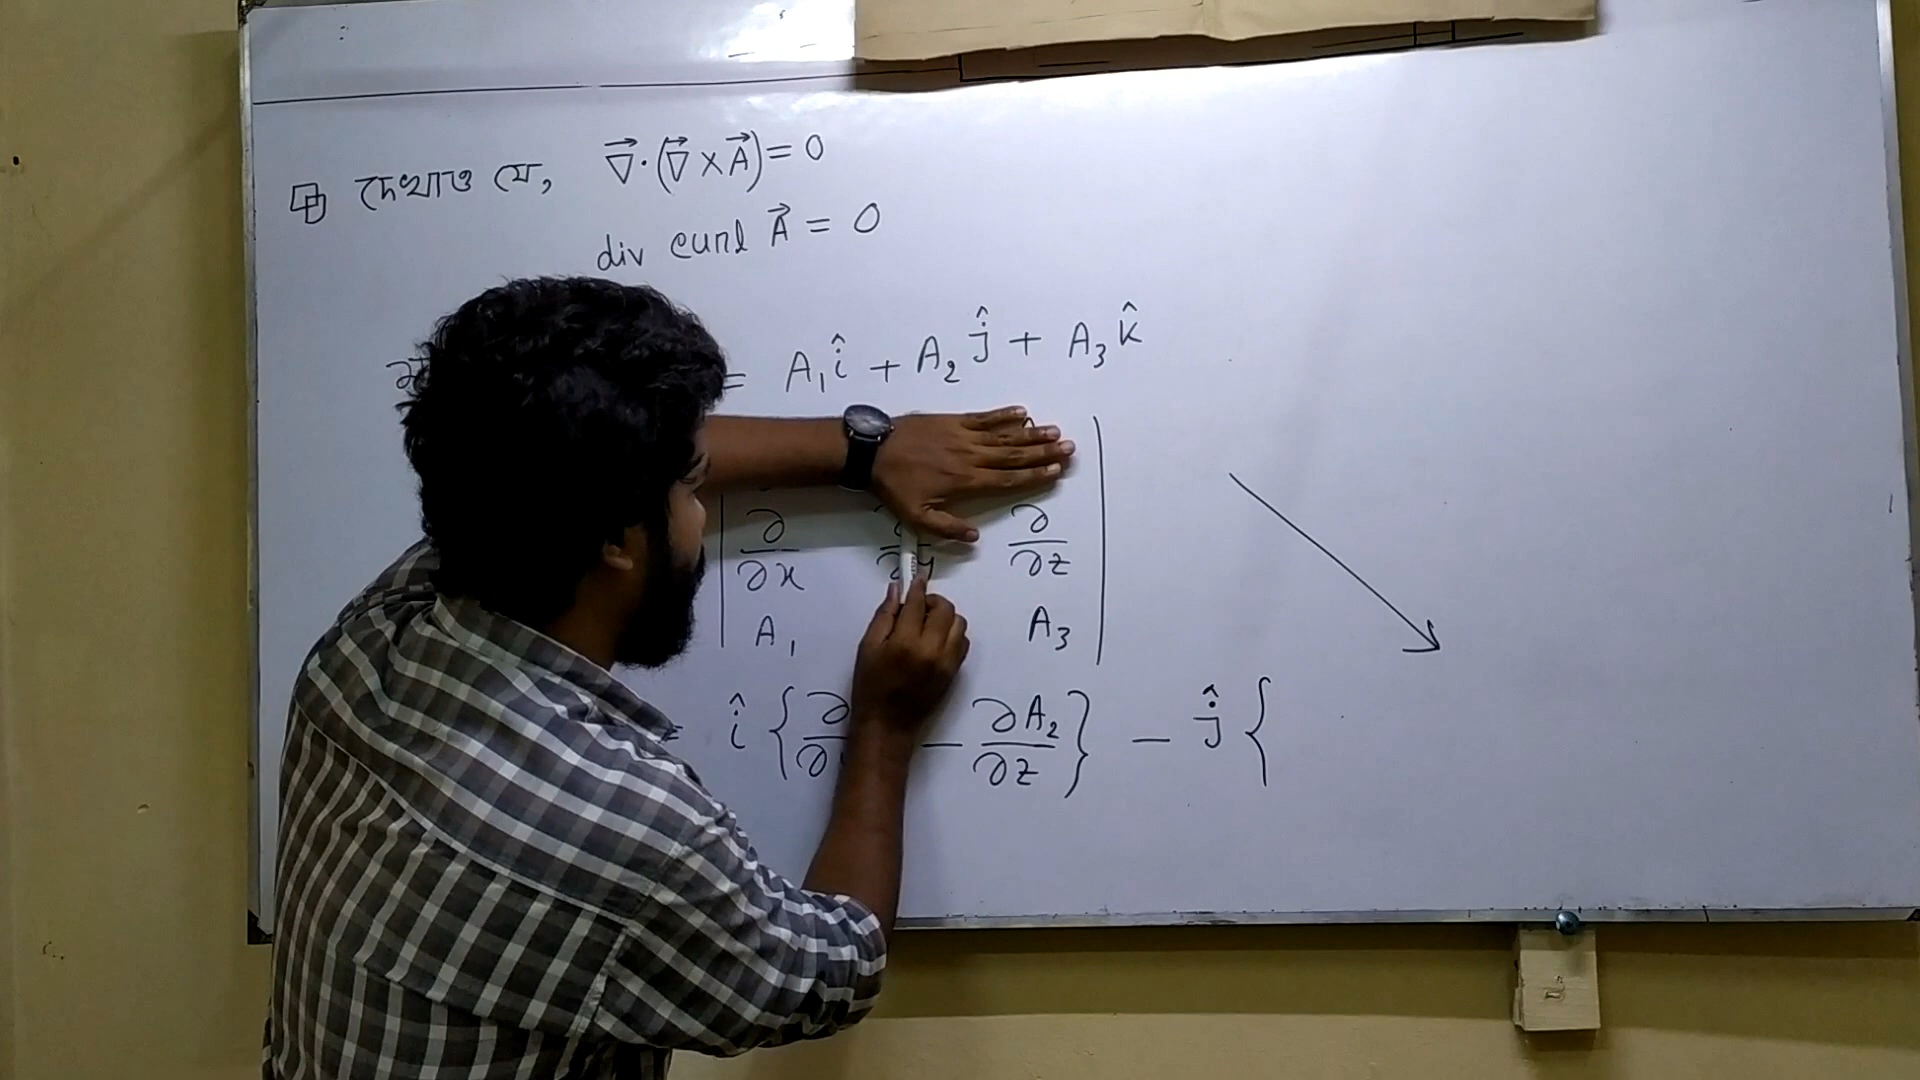 দেখাও যে, ∇⃗·(∇⃗ × A⃗) = 0
div curl A⃗ = 0
= A₁î + A₂ĵ + A₃k̂
∂/∂x ∂/∂y ∂/∂z
A₁ A₃
= î { ∂ − ∂A₂/∂z } − ĵ {